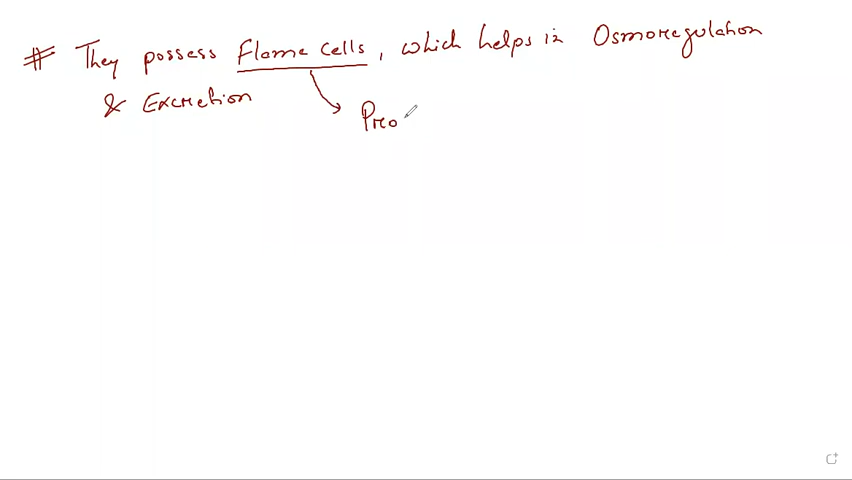 # They possess Flame cells, which helps in Osmoregulation
& Excretion
Pro